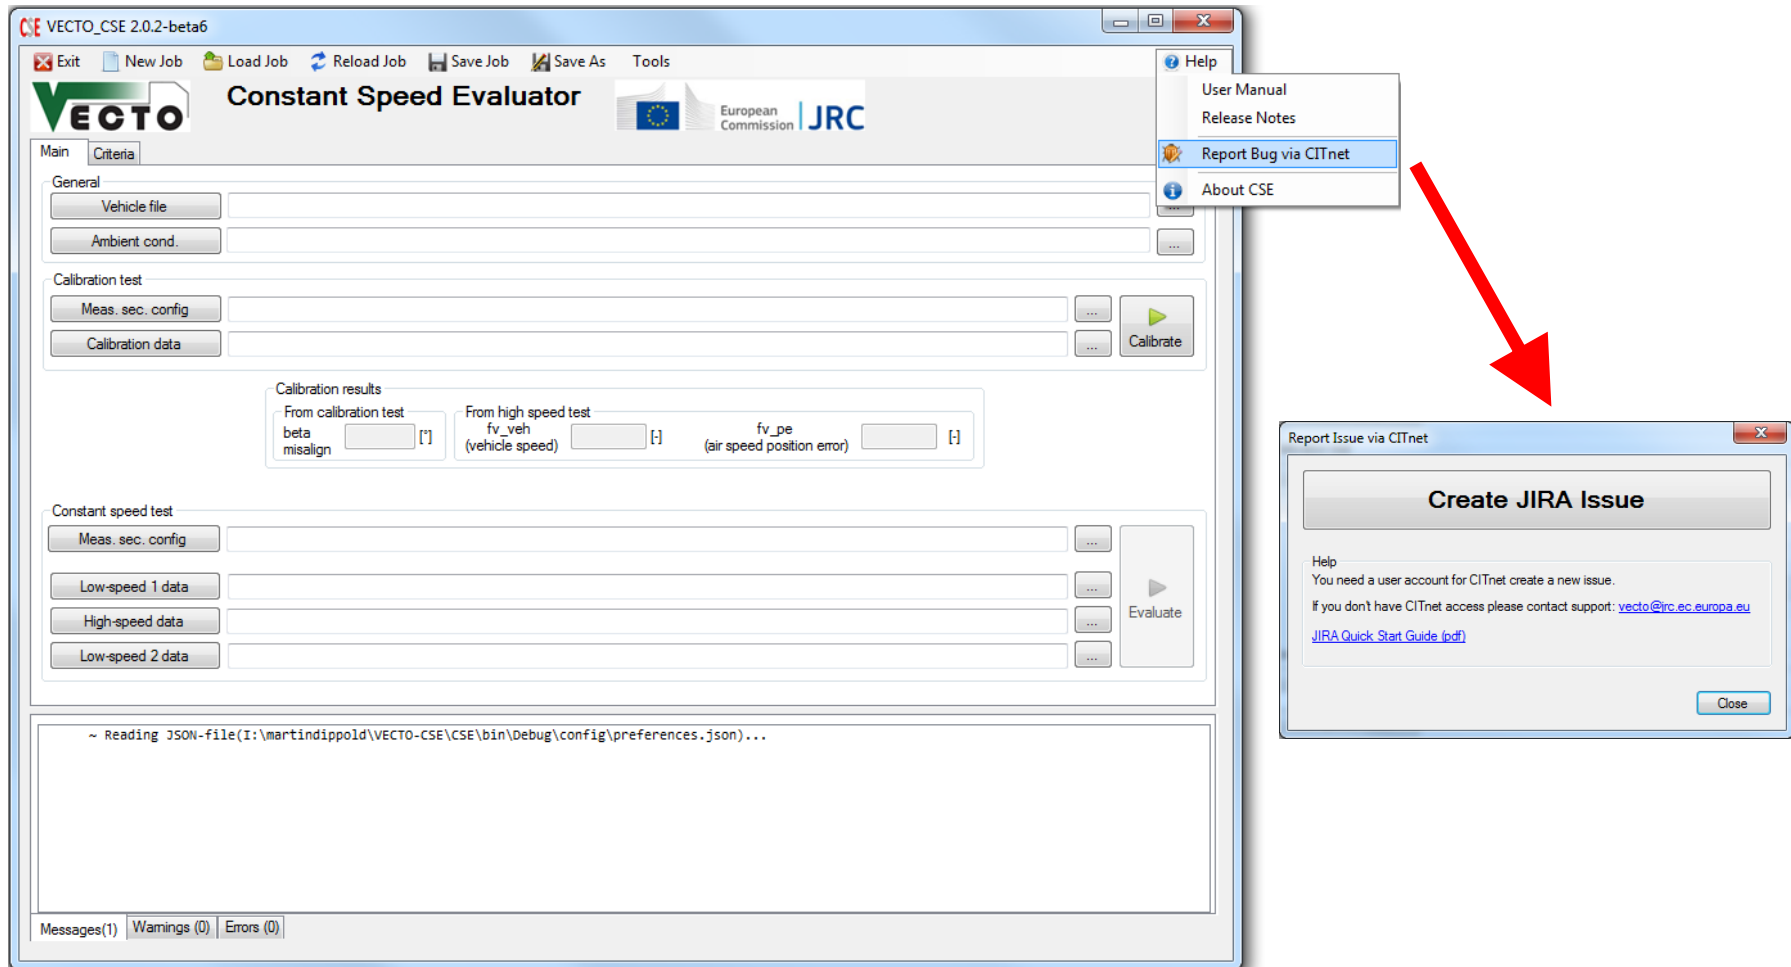 CSE VECTO_CSE 2.0.2-beta6
Exit New Job Load Job Reload Job Save Job Save As Tools Help
VECTO Constant Speed Evaluator European Commission JRC
User Manual
Release Notes
Report Bug via CITnet
About CSE
Main Criteria
General
Vehicle file ...
Ambient cond. ...
Calibration test
Meas. sec. config ...
Calibration data ... Calibrate
Calibration results
From calibration test From high speed test
beta misalign [°] fv_veh (vehicle speed) [-] fv_pe (air speed position error) [-]
Constant speed test
Meas. sec. config ...
Low-speed 1 data ...
High-speed data ... Evaluate
Low-speed 2 data ...
~ Reading JSON-file(I:\martindippold\VECTO-CSE\CSE\bin\Debug\config\preferences.json)...
Messages(1) Warnings (0) Errors (0)
Report Issue via CITnet
Create JIRA Issue
Help
You need a user account for CITnet create a new issue.
If you don't have CITnet access please contact support: vecto@jrc.ec.europa.eu
JIRA Quick Start Guide (pdf)
Close